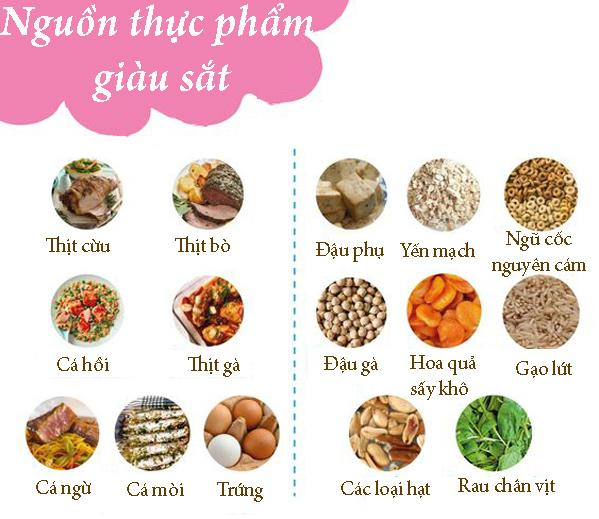 Nguồn thực phẩm
giàu sắt
Thịt cừu
Thịt bò
Đậu phụ
Yến mạch
Ngũ cốc
nguyên cám
Cá hồi
Thịt gà
Đậu gà
Hoa quả
sấy khô
Gạo lứt
Cá ngừ
Cá mòi
Trứng
Các loại hạt
Rau chân vịt